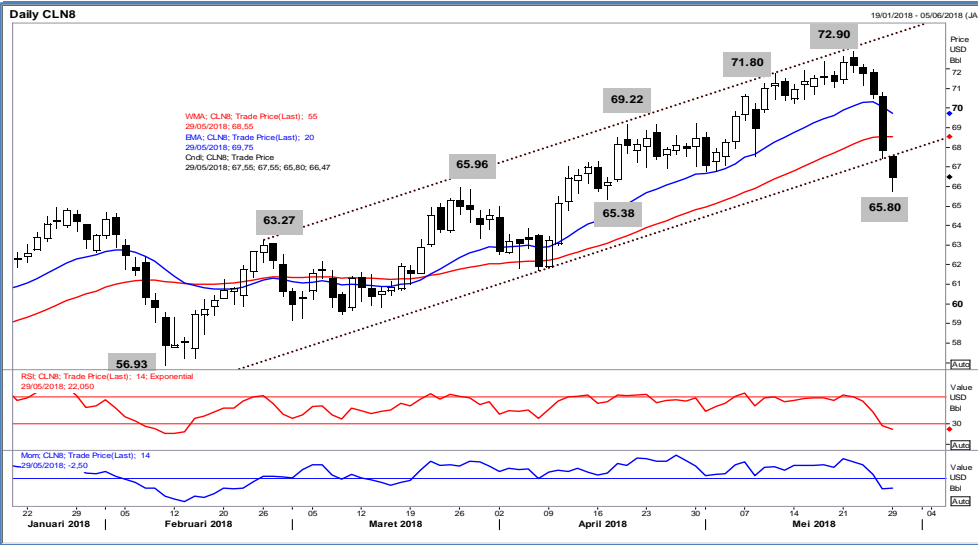 Daily CLN8
19/01/2018 - 05/06/2018 (JA
Price
USD
Bbl
WMA; CLN8; Trade Price(Last); 55
29/05/2018; 68,55
EMA; CLN8; Trade Price(Last); 20
29/05/2018; 69,75
Cndl; CLN8; Trade Price
29/05/2018; 67,55; 67,55; 65,80; 66,47
72.90
71.80
69.22
65.96
65.38
63.27
65.80
56.93
72
71
70
68
67
66
65
63
62
61
60
59
58
Auto
RSI; CLN8; Trade Price(Last); 14; Exponential
29/05/2018; 22,050
Value
USD
Bbl
30
Auto
Mom; CLN8; Trade Price(Last); 14
29/05/2018; -2,50
Value
USD
Bbl
Auto
22 29 05 12 20 26 05 12 19 26 02 09 16 23 30 07 14 21 29 04
Januari 2018 Februari 2018 Maret 2018 April 2018 Mei 2018